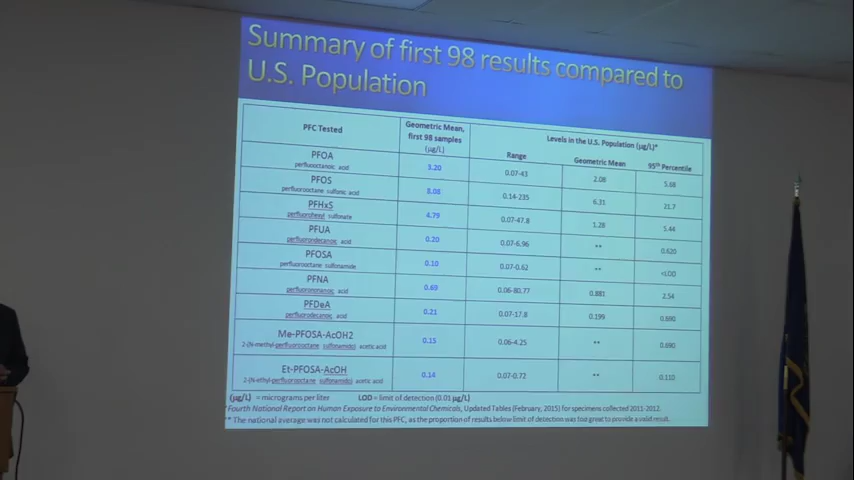 Summary of first 98 results compared to
U.S. Population
PFC Tested
Geometric Mean,
first 98 samples
(µg/L)
Levels in the U.S. Population (µg/L)*
Range
Geometric Mean
95th Percentile
PFOA
perfluorooctanoic acid
3.20
0.07-43
2.08
5.68
PFOS
perfluorooctane sulfonic acid
8.08
0.14-235
6.31
21.7
PFHxS
perfluorohexyl sulfonate
4.79
0.07-47.8
1.28
5.44
PFUA
acid
0.20
0.07-6.96
**
0.620
PFOSA
perfluorooctane sulfonamide
0.10
0.07-0.62
**
<LOD
PFNA
perfluorononanoic acid
0.69
0.06-80.77
0.881
2.54
PFDeA
perfluorodecanoic acid
0.21
0.07-17.8
0.199
0.690
Me-PFOSA-AcOH2
2-(N-methyl-perfluorooctane sulfonamido) acetic acid
0.15
0.06-4.25
**
0.690
Et-PFOSA-AcOH
2-(N-ethyl-perfluorooctane sulfonamido) acetic acid
0.14
0.07-0.72
**
(µg/L) = micrograms per liter LOD = limit of detection (0.01 µg/L)
*Fourth National Report on Human Exposure to Environmental Chemicals, Updated Tables (February, 2015) for specimens collected 2011-2012.
** The national average was not calculated for this PFC, as the proportion of results below limit of detection was too great to provide a valid result.